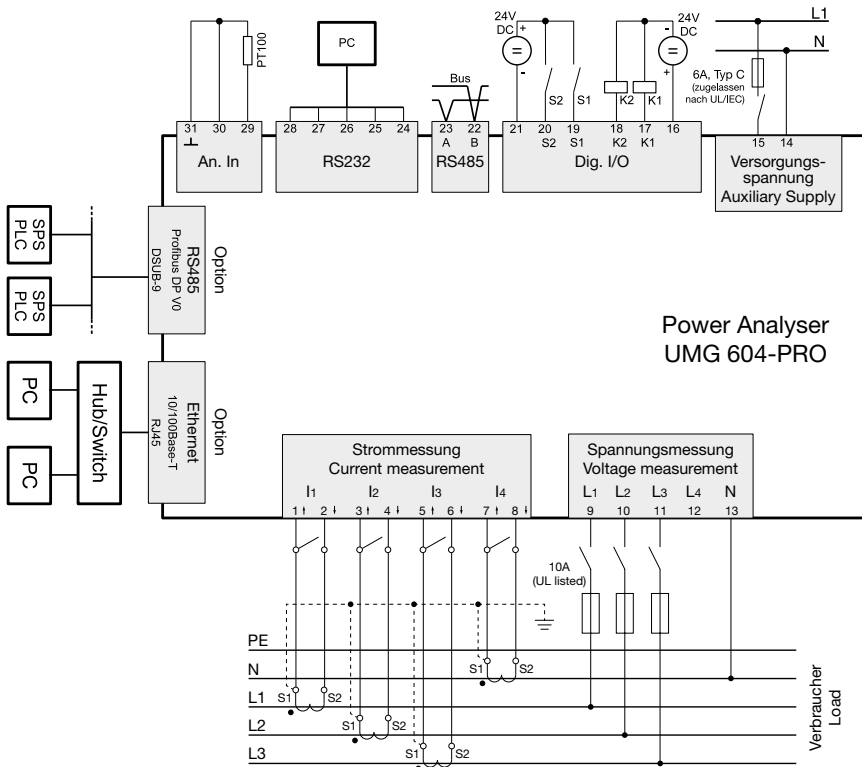 24V
DC
+
-
24V
DC
-
+
L1
N
PT100
PC
Bus
S2
S1
K2
K1
6A, Typ C
(zugelassen
nach UL/IEC)
31
30
29
28
27
26
25
24
23
22
21
20
19
18
17
16
15
14
A
B
S2
S1
K2
K1
An. In
RS232
RS485
Dig. I/O
Versorgungs-
spannung
Auxiliary Supply
SPS
PLC
SPS
PLC
RS485
Profibus DP V0
DSUB-9
Option
Power Analyser
UMG 604-PRO
PC
PC
Hub/Switch
Ethernet
10/100Base-T
RJ45
Option
Strommessung
Current measurement
I1
I2
I3
I4
1
2
3
4
5
6
7
8
Spannungsmessung
Voltage measurement
L1
L2
L3
L4
N
9
10
11
12
13
10A
(UL listed)
PE
N
L1
L2
L3
S1
S2
S1
S2
S1
S2
S1
S2
Verbraucher
Load